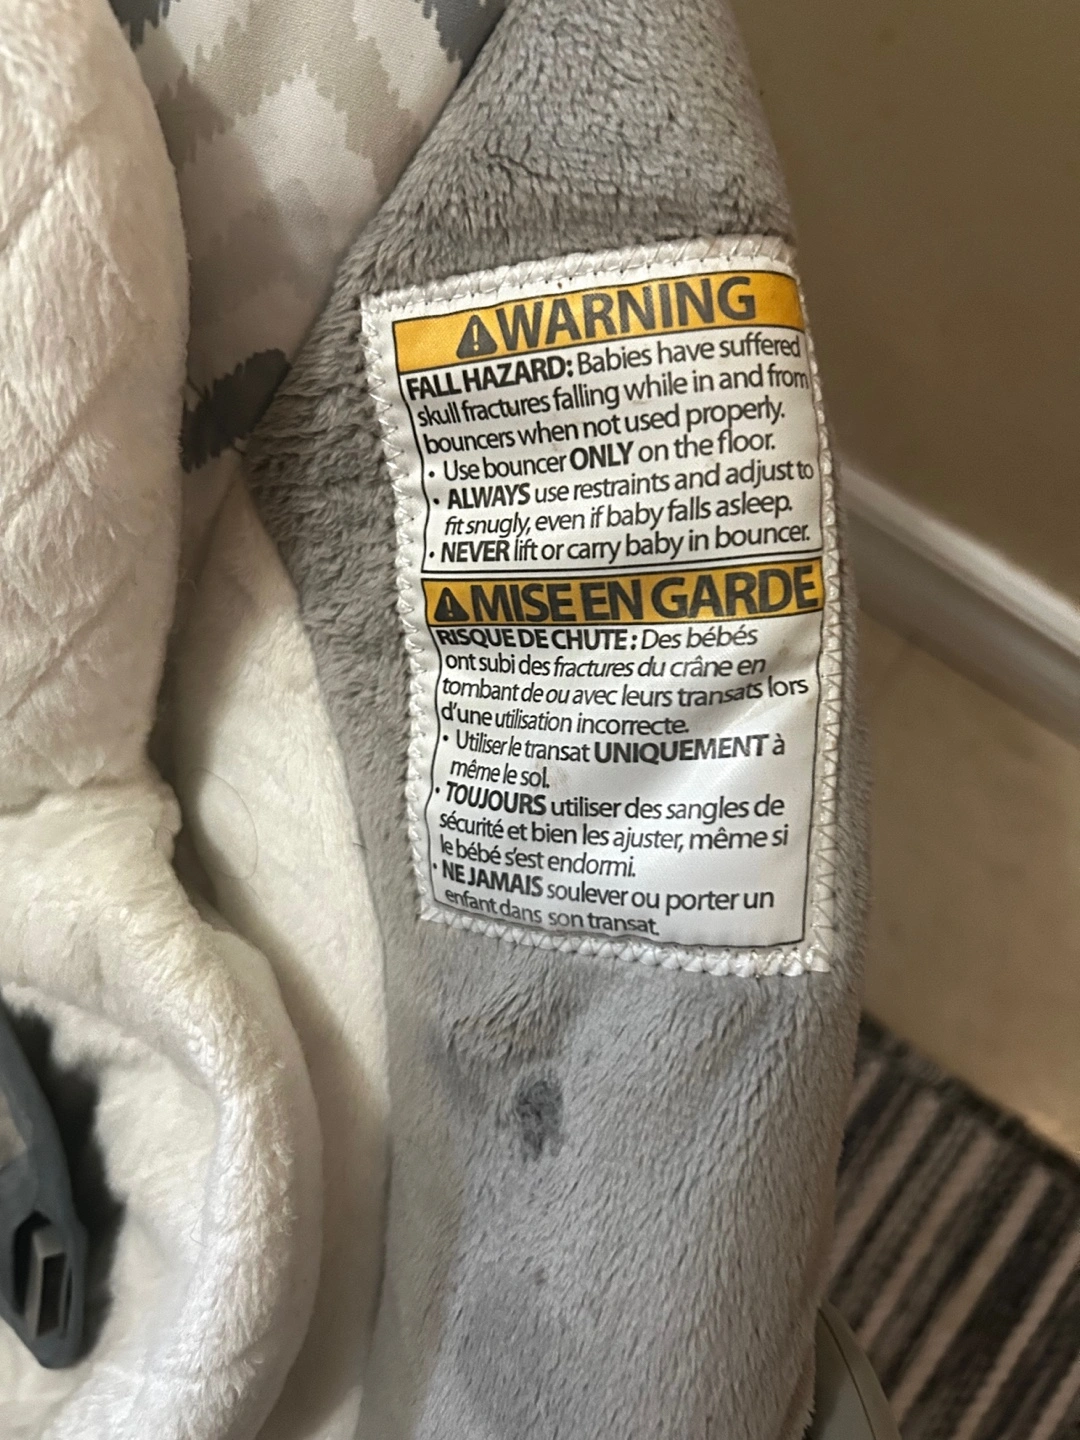 ⚠WARNING
FALL HAZARD: Babies have suffered
skull fractures falling while in and from
bouncers when not used properly.
• Use bouncer ONLY on the floor.
• ALWAYS use restraints and adjust to
fit snugly, even if baby falls asleep.
• NEVER lift or carry baby in bouncer.
⚠MISE EN GARDE
RISQUE DE CHUTE : Des bébés
ont subi des fractures du crâne en
tombant de ou avec leurs transats lors
d'une utilisation incorrecte.
• Utiliser le transat UNIQUEMENT à
même le sol.
• TOUJOURS utiliser des sangles de
sécurité et bien les ajuster, même si
le bébé s'est endormi.
• NE JAMAIS soulever ou porter un
enfant dans son transat.